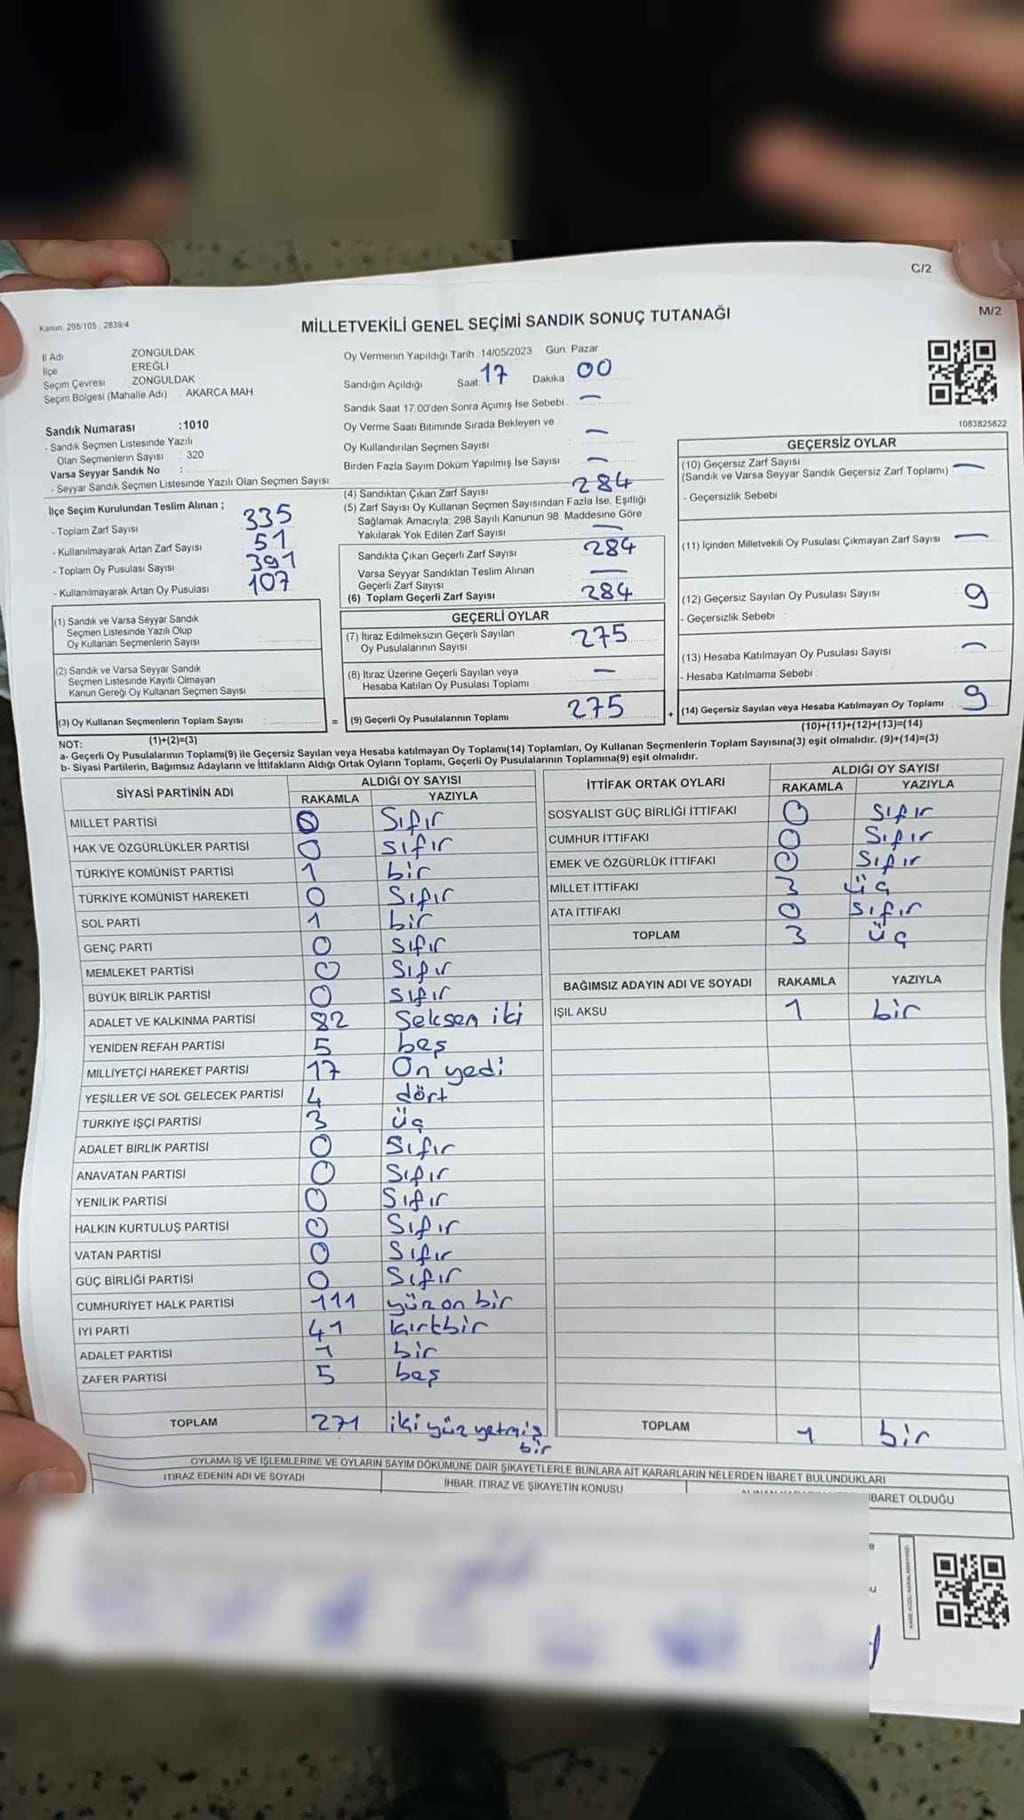 C/2
M/2
Kanun: 298/105 , 2839/4
MİLLETVEKİLİ GENEL SEÇİMİ SANDIK SONUÇ TUTANAĞI
İl Adı ZONGULDAK
İlçe EREĞLİ
Seçim Çevresi ZONGULDAK
Seçim Bölgesi (Mahalle Adı) : AKARCA MAH
Sandık Numarası :1010
- Sandık Seçmen Listesinde Yazılı
Olan Seçmenlerin Sayısı : 320
Varsa Seyyar Sandık No :
- Seyyar Sandık Seçmen Listesinde Yazılı Olan Seçmen Sayısı:
Oy Vermenin Yapıldığı Tarih: 14/05/2023 Gün: Pazar
Sandığın Açıldığı Saat: 17 Dakika: 00
Sandık Saat 17:00'den Sonra Açımış İse Sebebi : —
Oy Verme Saati Bitiminde Sırada Bekleyen ve
Oy Kullandırılan Seçmen Sayısı : —
Birden Fazla Sayım Döküm Yapılmış İse Sayısı : —
1083825822
İlçe Seçim Kurulundan Teslim Alınan ;
- Toplam Zarf Sayısı 335
- Kullanılmayarak Artan Zarf Sayısı 51
- Toplam Oy Pusulası Sayısı 391
- Kullanılmayarak Artan Oy Pusulası 107
(1) Sandık ve Varsa Seyyar Sandık
Seçmen Listesinde Yazılı Olup
Oy Kullanan Seçmenlerin Sayısı :
(2) Sandık ve Varsa Seyyar Sandık
Seçmen Listesinde Kayıtlı Olmayan
Kanun Gereği Oy Kullanan Seçmen Sayısı :
(3) Oy Kullanan Seçmenlerin Toplam Sayısı : =
(1)+(2)=(3)
(4) Sandıktan Çıkan Zarf Sayısı 284
(5) Zarf Sayısı Oy Kullanan Seçmen Sayısından Fazla İse, Eşitliği
Sağlamak Amacıyla; 298 Sayılı Kanunun 98. Maddesine Göre
Yakılarak Yok Edilen Zarf Sayısı —
Sandıkta Çıkan Geçerli Zarf Sayısı 284
Varsa Seyyar Sandıktan Teslim Alınan
Geçerli Zarf Sayısı —
(6) Toplam Geçerli Zarf Sayısı 284
GEÇERLİ OYLAR
(7) İtiraz Edilmeksizin Geçerli Sayılan
Oy Pusulalarının Sayısı 275
(8) İtiraz Üzerine Geçerli Sayılan veya
Hesaba Katılan Oy Pusulası Toplamı —
(9) Geçerli Oy Pusulalarının Toplamı 275 +
GEÇERSİZ OYLAR
(10) Geçersiz Zarf Sayısı
(Sandık ve Varsa Seyyar Sandık Geçersiz Zarf Toplamı) —
- Geçersizlik Sebebi :
(11) İçinden Milletvekili Oy Pusulası Çıkmayan Zarf Sayısı —
(12) Geçersiz Sayılan Oy Pusulası Sayısı 9
- Geçersizlik Sebebi :
(13) Hesaba Katılmayan Oy Pusulası Sayısı —
- Hesaba Katılmama Sebebi :
(14) Geçersiz Sayılan veya Hesaba Katılmayan Oy Toplamı 9
(10)+(11)+(12)+(13)=(14)
NOT:
a- Geçerli Oy Pusulalarının Toplamı(9) ile Geçersiz Sayılan veya Hesaba katılmayan Oy Toplamı(14) Toplamları, Oy Kullanan Seçmenlerin Toplam Sayısına(3) eşit olmalıdır. (9)+(14)=(3)
b- Siyasi Partilerin, Bağımsız Adayların ve İttifakların Aldığı Ortak Oyların Toplamı, Geçerli Oy Pusulalarının Toplamına(9) eşit olmalıdır.
SİYASİ PARTİNİN ADI ALDIĞI OY SAYISI
RAKAMLA YAZIYLA
MİLLET PARTİSİ 0 Sıfır
HAK VE ÖZGÜRLÜKLER PARTİSİ 0 Sıfır
TÜRKİYE KOMÜNİST PARTİSİ 1 bir
TÜRKİYE KOMÜNİST HAREKETİ 0 Sıfır
SOL PARTİ 1 bir
GENÇ PARTİ 0 Sıfır
MEMLEKET PARTİSİ 0 Sıfır
BÜYÜK BİRLİK PARTİSİ 0 Sıfır
ADALET VE KALKINMA PARTİSİ 82 Seksen iki
YENİDEN REFAH PARTİSİ 5 beş
MİLLİYETÇİ HAREKET PARTİSİ 17 On yedi
YEŞİLLER VE SOL GELECEK PARTİSİ 4 dört
TÜRKİYE İŞÇİ PARTİSİ 3 üç
ADALET BİRLİK PARTİSİ 0 Sıfır
ANAVATAN PARTİSİ 0 Sıfır
YENİLİK PARTİSİ 0 Sıfır
HALKIN KURTULUŞ PARTİSİ 0 Sıfır
VATAN PARTİSİ 0 Sıfır
GÜÇ BİRLİĞİ PARTİSİ 0 Sıfır
CUMHURİYET HALK PARTİSİ 111 yüz on bir
İYİ PARTİ 41 kırkbir
ADALET PARTİSİ 1 bir
ZAFER PARTİSİ 5 beş
TOPLAM 271 iki yüz yetmiş bir
İTTİFAK ORTAK OYLARI ALDIĞI OY SAYISI
RAKAMLA YAZIYLA
SOSYALİST GÜÇ BİRLİĞİ İTTİFAKI 0 Sıfır
CUMHUR İTTİFAKI 0 Sıfır
EMEK VE ÖZGÜRLÜK İTTİFAKI 0 Sıfır
MİLLET İTTİFAKI 3 üç
ATA İTTİFAKI 0 Sıfır
TOPLAM 3 üç
BAĞIMSIZ ADAYIN ADI VE SOYADI RAKAMLA YAZIYLA
IŞIL AKSU 1 bir
TOPLAM 1 bir
OYLAMA İŞ VE İŞLEMLERİNE VE OYLARIN SAYIM DÖKÜMÜNE DAİR ŞİKAYETLERLE BUNLARA AİT KARARLARIN NELERDEN İBARET BULUNDUKLARI
İTİRAZ EDENİN ADI VE SOYADI İHBAR, İTİRAZ VE ŞİKAYETİN KONUSU İBARET OLDUĞU